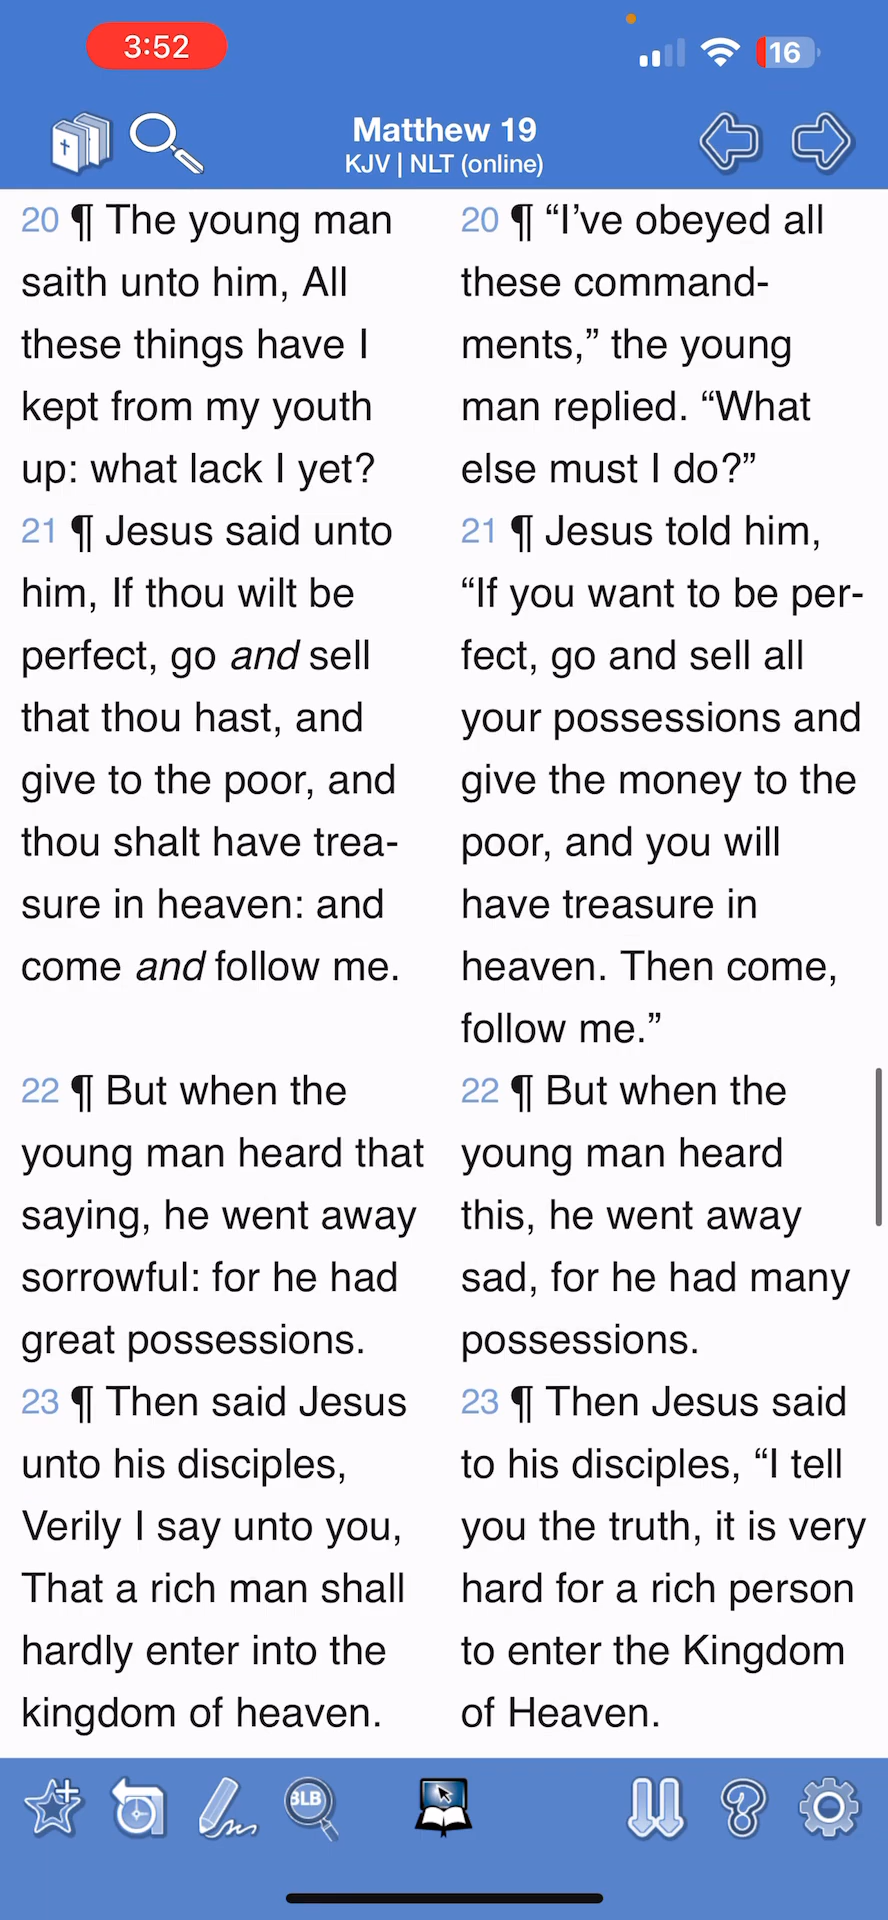 3:52
16
Matthew 19
KJV | NLT (online)
20 ¶ The young man
saith unto him, All
these things have I
kept from my youth
up: what lack I yet?
21 ¶ Jesus said unto
him, If thou wilt be
perfect, go and sell
that thou hast, and
give to the poor, and
thou shalt have trea-
sure in heaven: and
come and follow me.
22 ¶ But when the
young man heard that
saying, he went away
sorrowful: for he had
great possessions.
23 ¶ Then said Jesus
unto his disciples,
Verily I say unto you,
That a rich man shall
hardly enter into the
kingdom of heaven.
20 ¶ “I’ve obeyed all
these command-
ments,” the young
man replied. “What
else must I do?”
21 ¶ Jesus told him,
“If you want to be per-
fect, go and sell all
your possessions and
give the money to the
poor, and you will
have treasure in
heaven. Then come,
follow me.”
22 ¶ But when the
young man heard
this, he went away
sad, for he had many
possessions.
23 ¶ Then Jesus said
to his disciples, “I tell
you the truth, it is very
hard for a rich person
to enter the Kingdom
of Heaven.
BLB